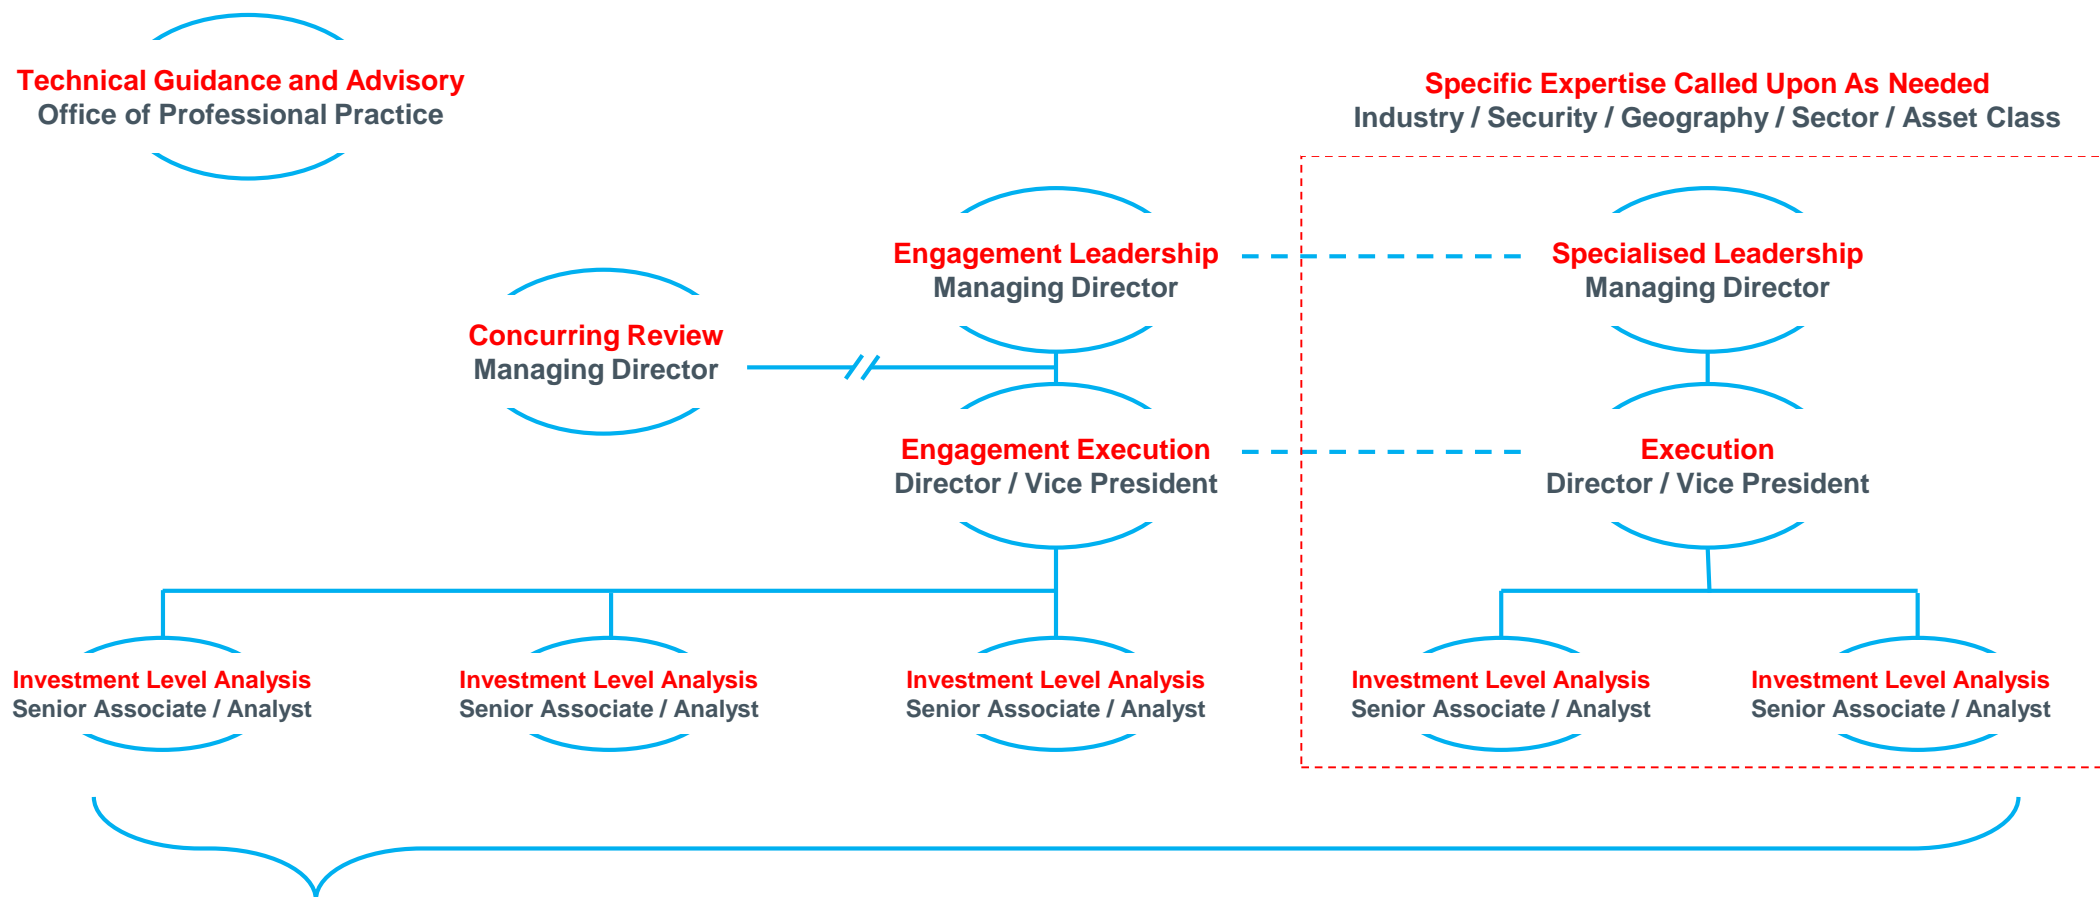 Technical Guidance and Advisory
Office of Professional Practice
Specific Expertise Called Upon As Needed
Industry / Security / Geography / Sector / Asset Class
Engagement Leadership
Managing Director
Specialised Leadership
Managing Director
Concurring Review
Managing Director
Engagement Execution
Director / Vice President
Execution
Director / Vice President
Investment Level Analysis
Senior Associate / Analyst
Investment Level Analysis
Senior Associate / Analyst
Investment Level Analysis
Senior Associate / Analyst
Investment Level Analysis
Senior Associate / Analyst
Investment Level Analysis
Senior Associate / Analyst